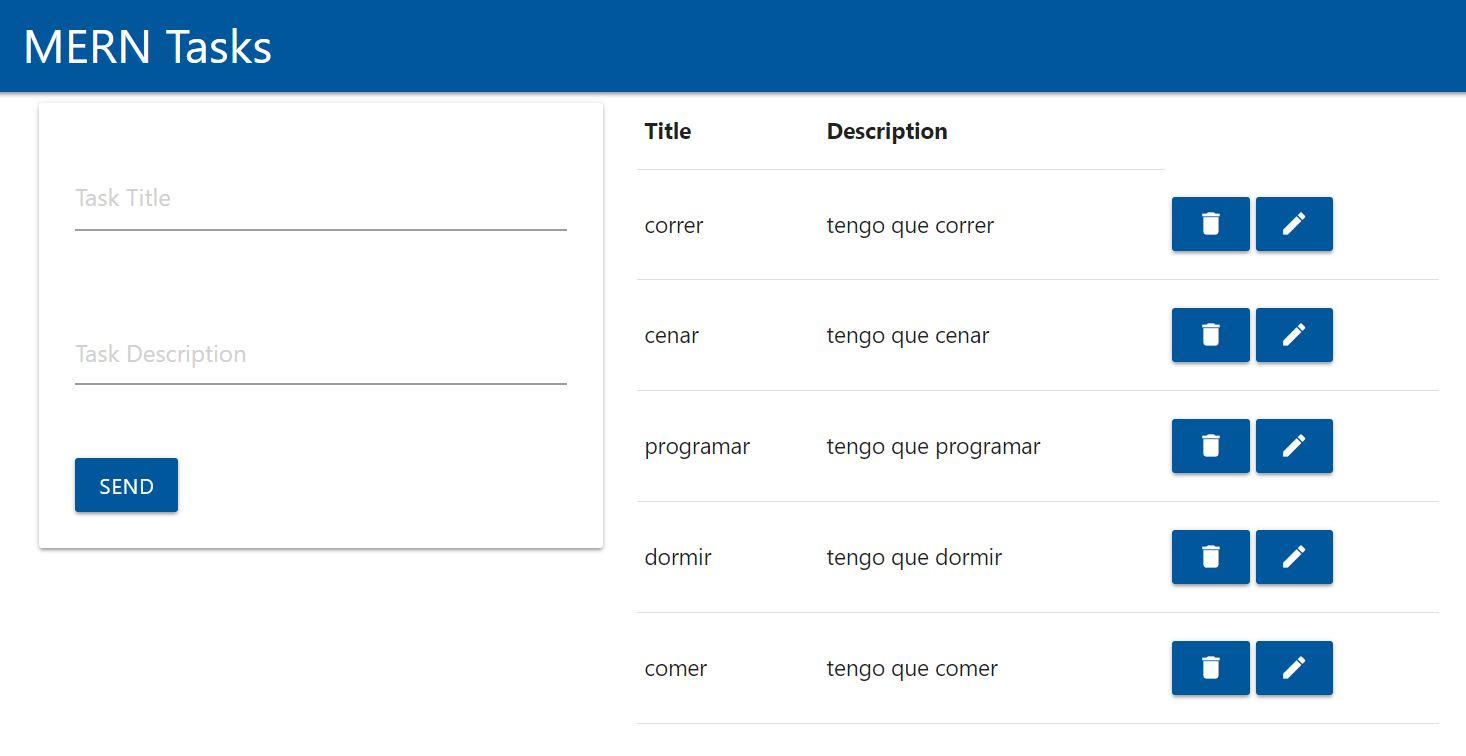 MERN Tasks
Task Title
Task Description
SEND
Title Description
correr tengo que correr
cenar tengo que cenar
programar tengo que programar
dormir tengo que dormir
comer tengo que comer